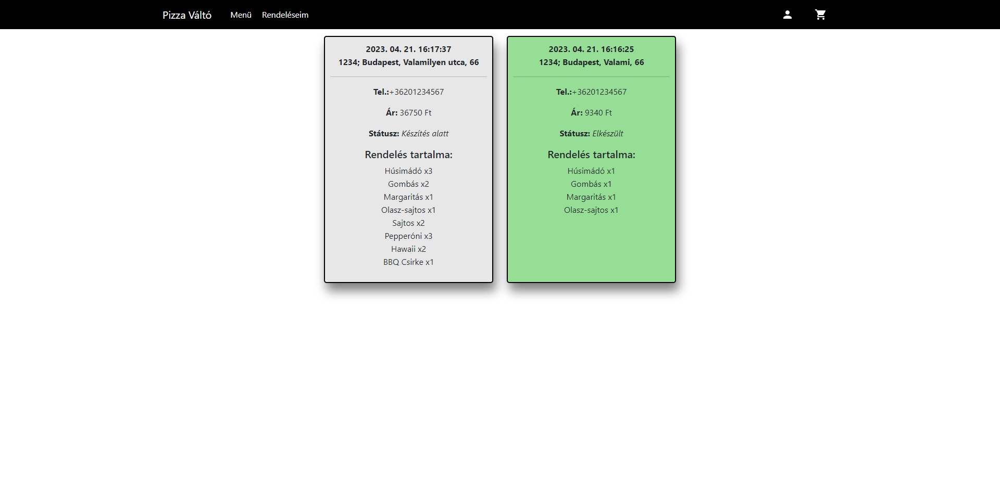 Pizza Váltó Menü Rendeléseim
2023. 04. 21. 16:17:37
1234; Budapest, Valamilyen utca, 66
Tel.:+36201234567
Ár: 36750 Ft
Státusz: Készítés alatt
Rendelés tartalma:
Húsimádó x3
Gombás x2
Margaritás x1
Olasz-sajtos x1
Sajtos x2
Pepperóni x3
Hawaii x2
BBQ Csirke x1
2023. 04. 21. 16:16:25
1234; Budapest, Valami, 66
Tel.:+36201234567
Ár: 9340 Ft
Státusz: Elkészült
Rendelés tartalma:
Húsimádó x1
Gombás x1
Margaritás x1
Olasz-sajtos x1